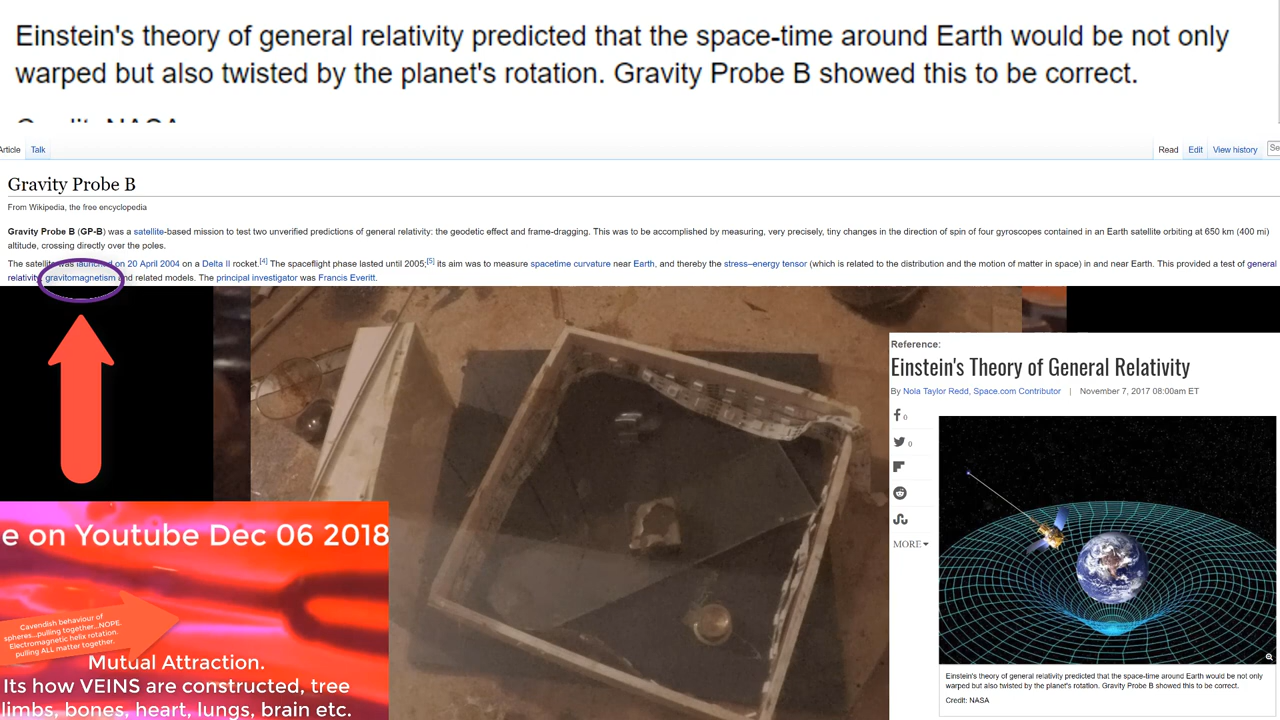 Einstein's theory of general relativity predicted that the space-time around Earth would be not only
warped but also twisted by the planet's rotation. Gravity Probe B showed this to be correct.
Credit: NASA
Article Talk
Read Edit View history Se
Gravity Probe B
From Wikipedia, the free encyclopedia
Gravity Probe B (GP-B) was a satellite-based mission to test two unverified predictions of general relativity: the geodetic effect and frame-dragging. This was to be accomplished by measuring, very precisely, tiny changes in the direction of spin of four gyroscopes contained in an Earth satellite orbiting at 650 km (400 mi)
altitude, crossing directly over the poles.
The satellite was launched on 20 April 2004 on a Delta II rocket.[4] The spaceflight phase lasted until 2005;[5] its aim was to measure spacetime curvature near Earth, and thereby the stress–energy tensor (which is related to the distribution and the motion of matter in space) in and near Earth. This provided a test of general
relativity, gravitomagnetism and related models. The principal investigator was Francis Everitt.
Reference:
Einstein's Theory of General Relativity
By Nola Taylor Redd, Space.com Contributor | November 7, 2017 08:00am ET
0
0
MORE
Einstein's theory of general relativity predicted that the space-time around Earth would be not only
warped but also twisted by the planet's rotation. Gravity Probe B showed this to be correct.
Credit: NASA
e on Youtube Dec 06 2018
Cavendish behaviour of
spheres...pulling together...NOPE.
Electromagnetic helix rotation.
pulling ALL matter together.
Mutual Attraction.
Its how VEINS are constructed, tree
limbs, bones, heart, lungs, brain etc.